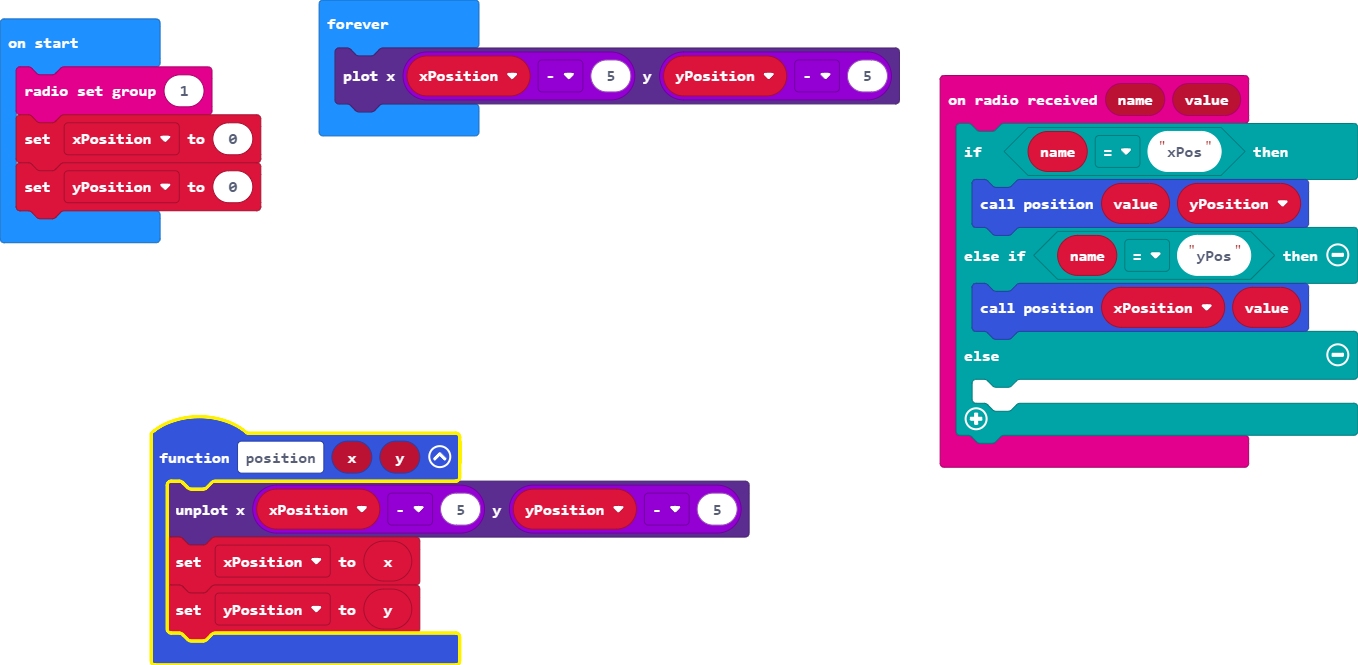 on start
radio set group 1
set xPosition to 0
set yPosition to 0
forever
plot x xPosition - 5 y yPosition - 5
on radio received name value
if name = "xPos" then
call position value yPosition
else if name = "yPos" then
call position xPosition value
else
function position x y
unplot x xPosition - 5 y yPosition - 5
set xPosition to x
set yPosition to y